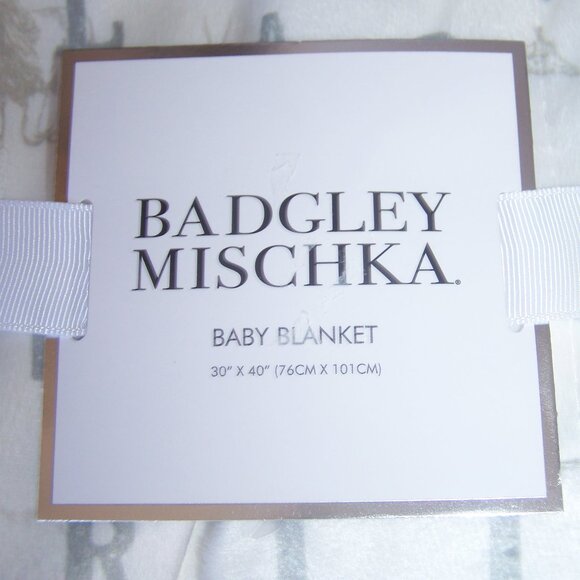 BADGLEY
MISCHKA.
BABY BLANKET
30" X 40" (76CM X 101CM)